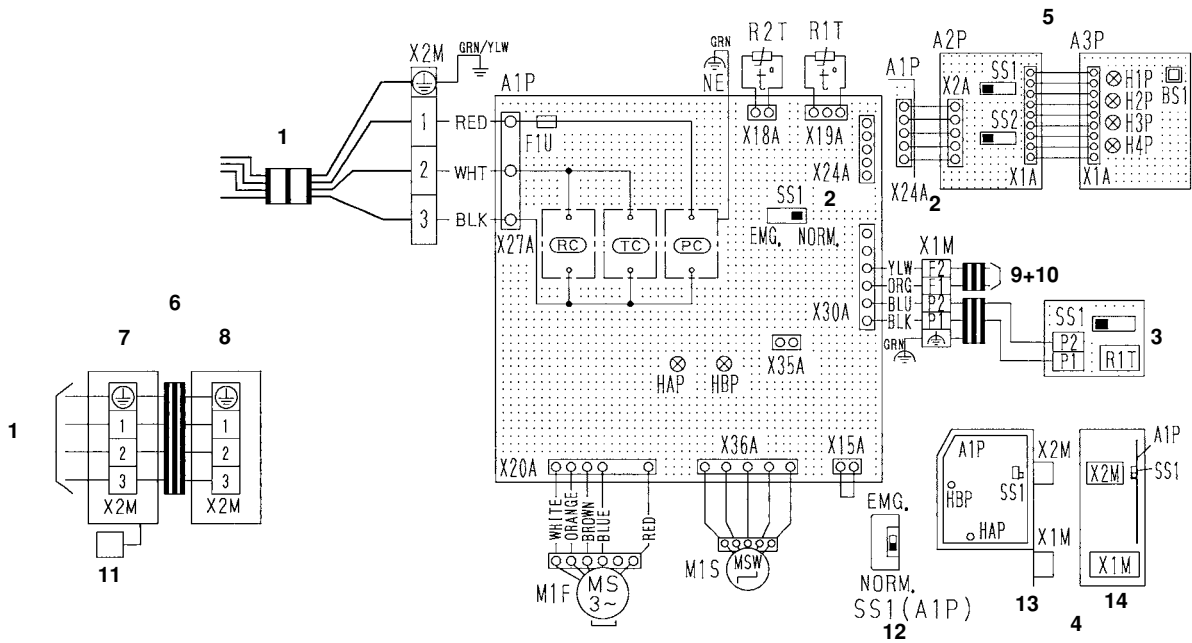 5
GRN
R2T
R1T
A2P
A3P
X2M
GRN/YLW
A1P
NE
t°
t°
A1P
SS1
X2A
H1P
H2P
H3P
H4P
BS1
SS2
1
1
RED
F1U
X18A
X19A
X24A
X24A
2
X1A
X1A
2
WHT
SS1
2
EMG.
NORM.
3
BLK
X27A
RC
TC
PC
X1M
YLW
F2
ORG
F1
9+10
BLU
P2
X30A
BLK
P1
GRN
SS1
3
P2
P1
R1T
6
7
8
X35A
HAP
HBP
1
1
1
2
2
3
3
X2M
X2M
11
X20A
X36A
X15A
WHITE
ORANGE
BROWN
BLUE
RED
M1F
MS
3~
M1S
MSW
EMG.
NORM.
SS1(A1P)
12
A1P
HBP
SS1
HAP
X2M
X1M
13
X2M
X1M
A1P
SS1
14
4